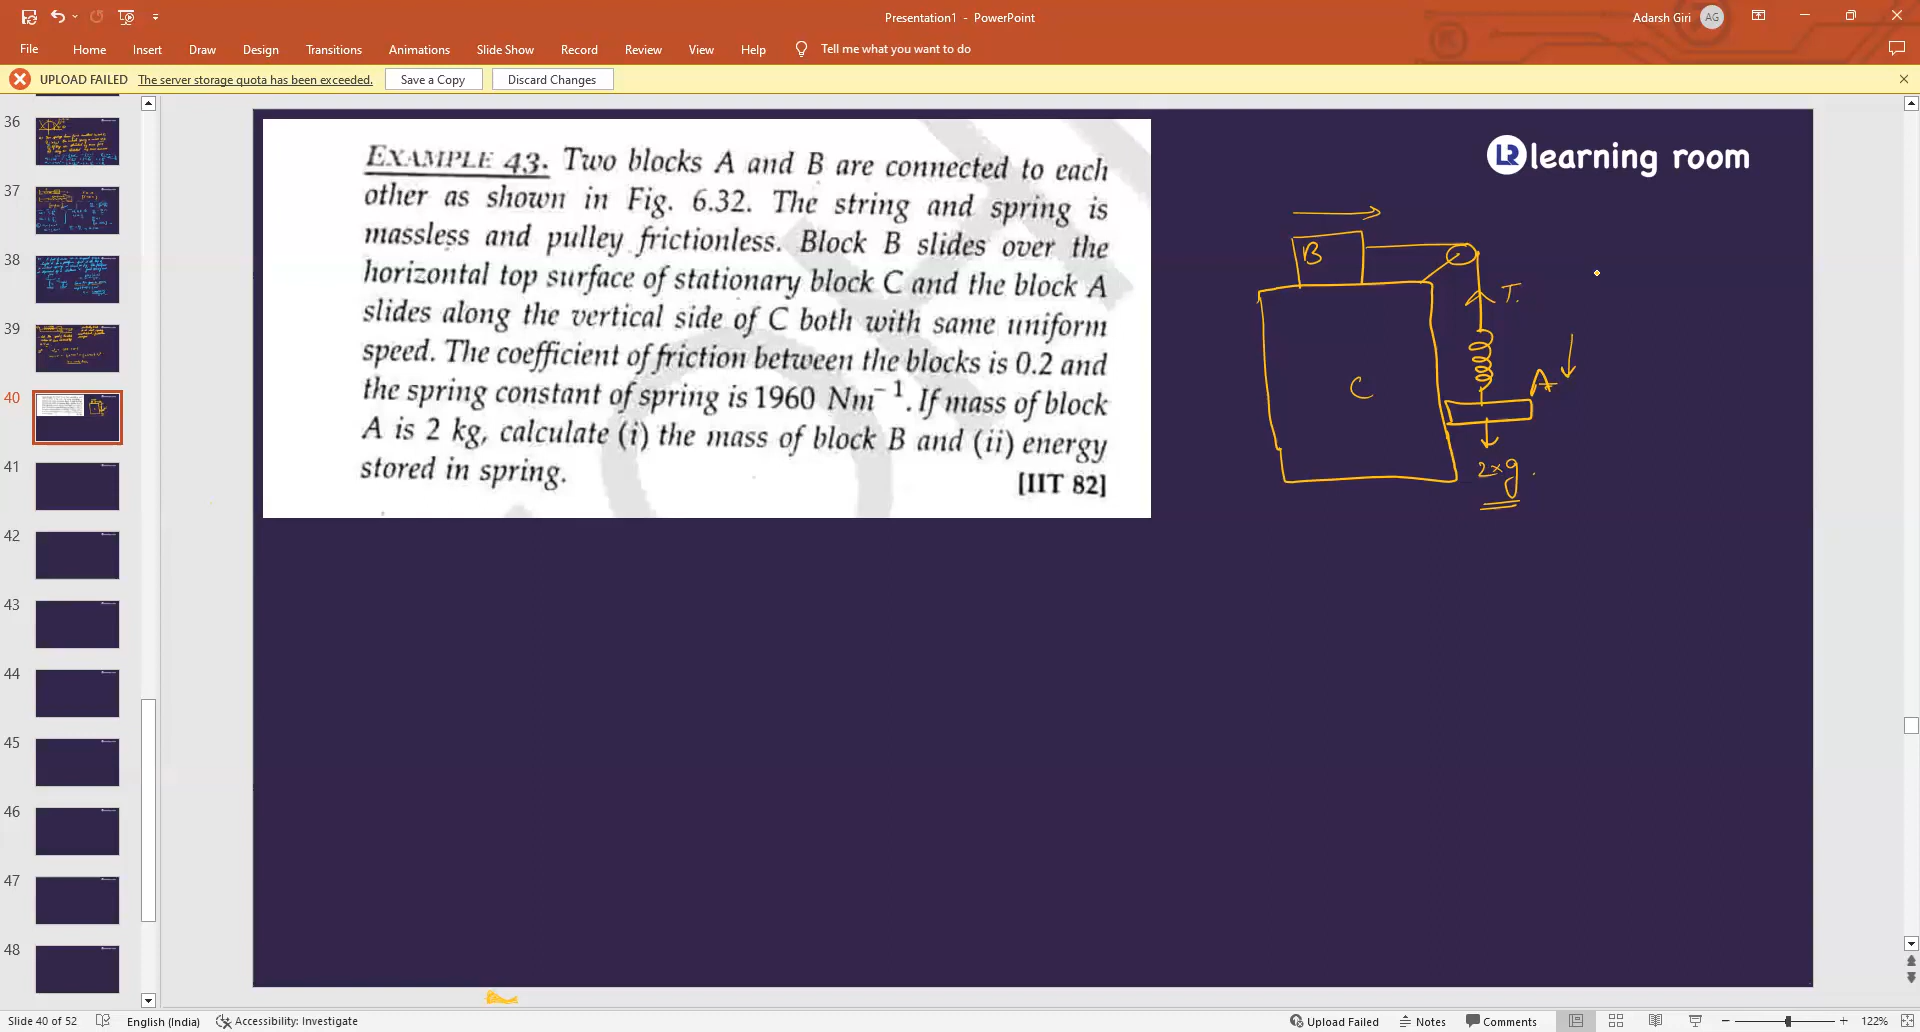 Presentation1 - PowerPoint
Adarsh Giri AG
File Home Insert Draw Design Transitions Animations Slide Show Record Review View Help Tell me what you want to do
UPLOAD FAILED The server storage quota has been exceeded. Save a Copy Discard Changes
36
37
38
39
40
41
42
43
44
45
46
47
48
EXAMPLE 43. Two blocks A and B are connected to each
other as shown in Fig. 6.32. The string and spring is
massless and pulley frictionless. Block B slides over the
horizontal top surface of stationary block C and the block A
slides along the vertical side of C both with same uniform
speed. The coefficient of friction between the blocks is 0.2 and
the spring constant of spring is 1960 Nm⁻¹. If mass of block
A is 2 kg, calculate (i) the mass of block B and (ii) energy
stored in spring.
[IIT 82]
LR learning room
B
T.
C
A
2×g.
Slide 40 of 52 English (India) Accessibility: Investigate Upload Failed Notes Comments 122%